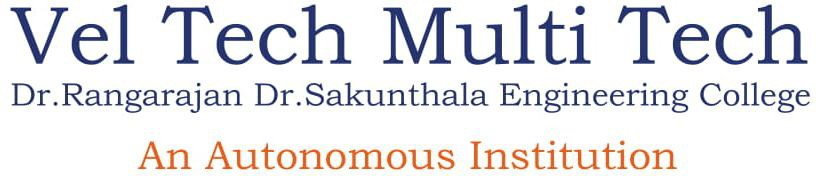 Vel Tech Multi Tech
Dr.Rangarajan Dr.Sakunthala Engineering College
An Autonomous Institution